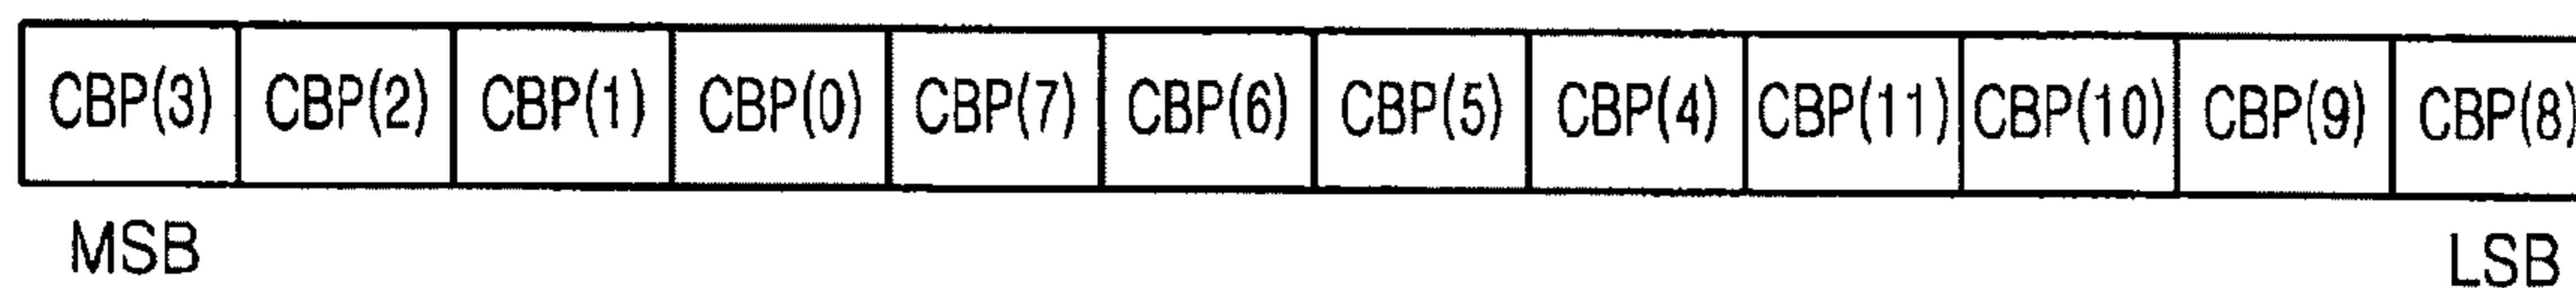 CBP(3) CBP(2) CBP(1) CBP(0) CBP(7) CBP(6) CBP(5) CBP(4) CBP(11) CBP(10) CBP(9) CBP(8)
MSB LSB